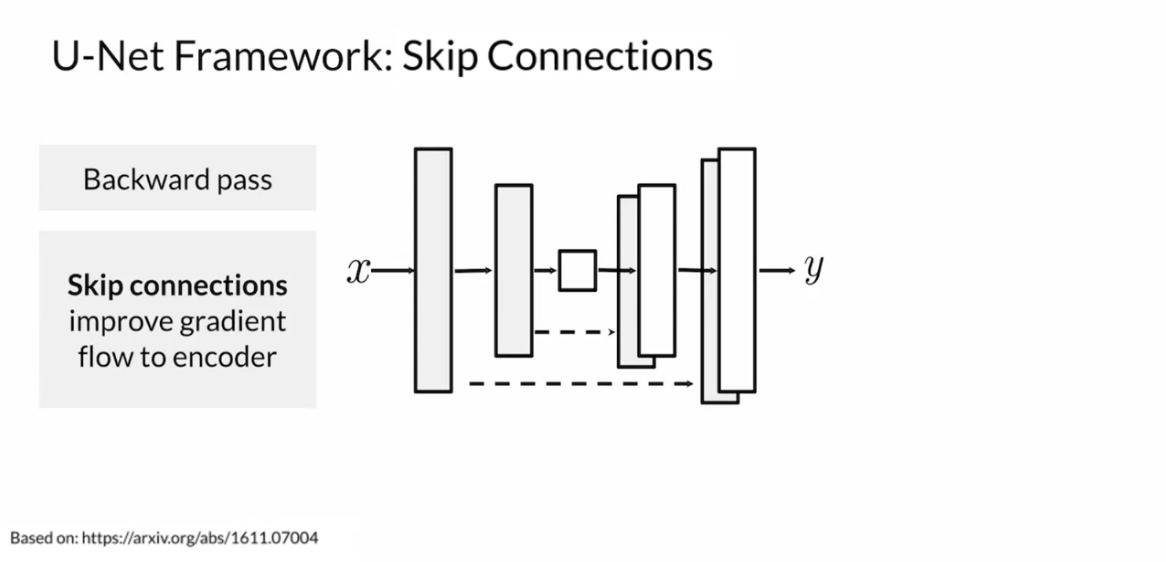 U-Net Framework: Skip Connections
Backward pass
Skip connections
improve gradient
flow to encoder
x
y
Based on: https://arxiv.org/abs/1611.07004